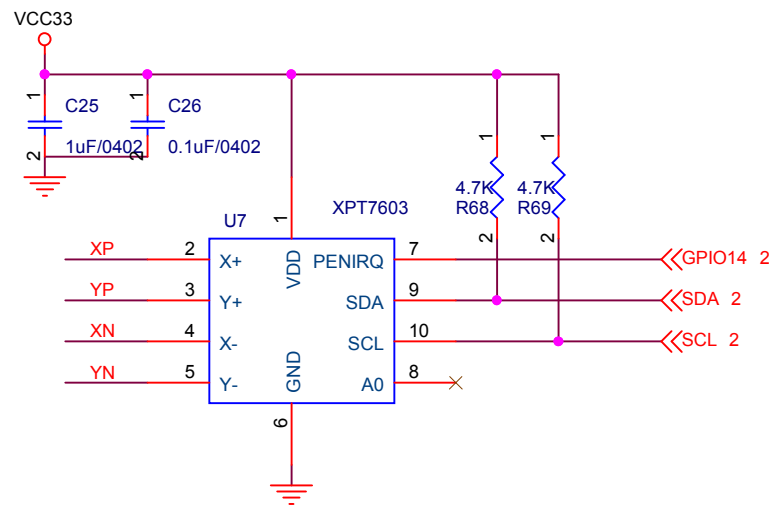 VCC33
1
C25
1uF/0402
2
1
C26
0.1uF/0402
2
1
4.7K
R68
2
1
4.7K
R69
2
U7
XPT7603
1
VDD
XP
2
X+
PENIRQ
7
GPIO14 2
YP
3
Y+
SDA
9
SDA 2
XN
4
X-
SCL
10
SCL 2
YN
5
Y-
GND
A0
8
6